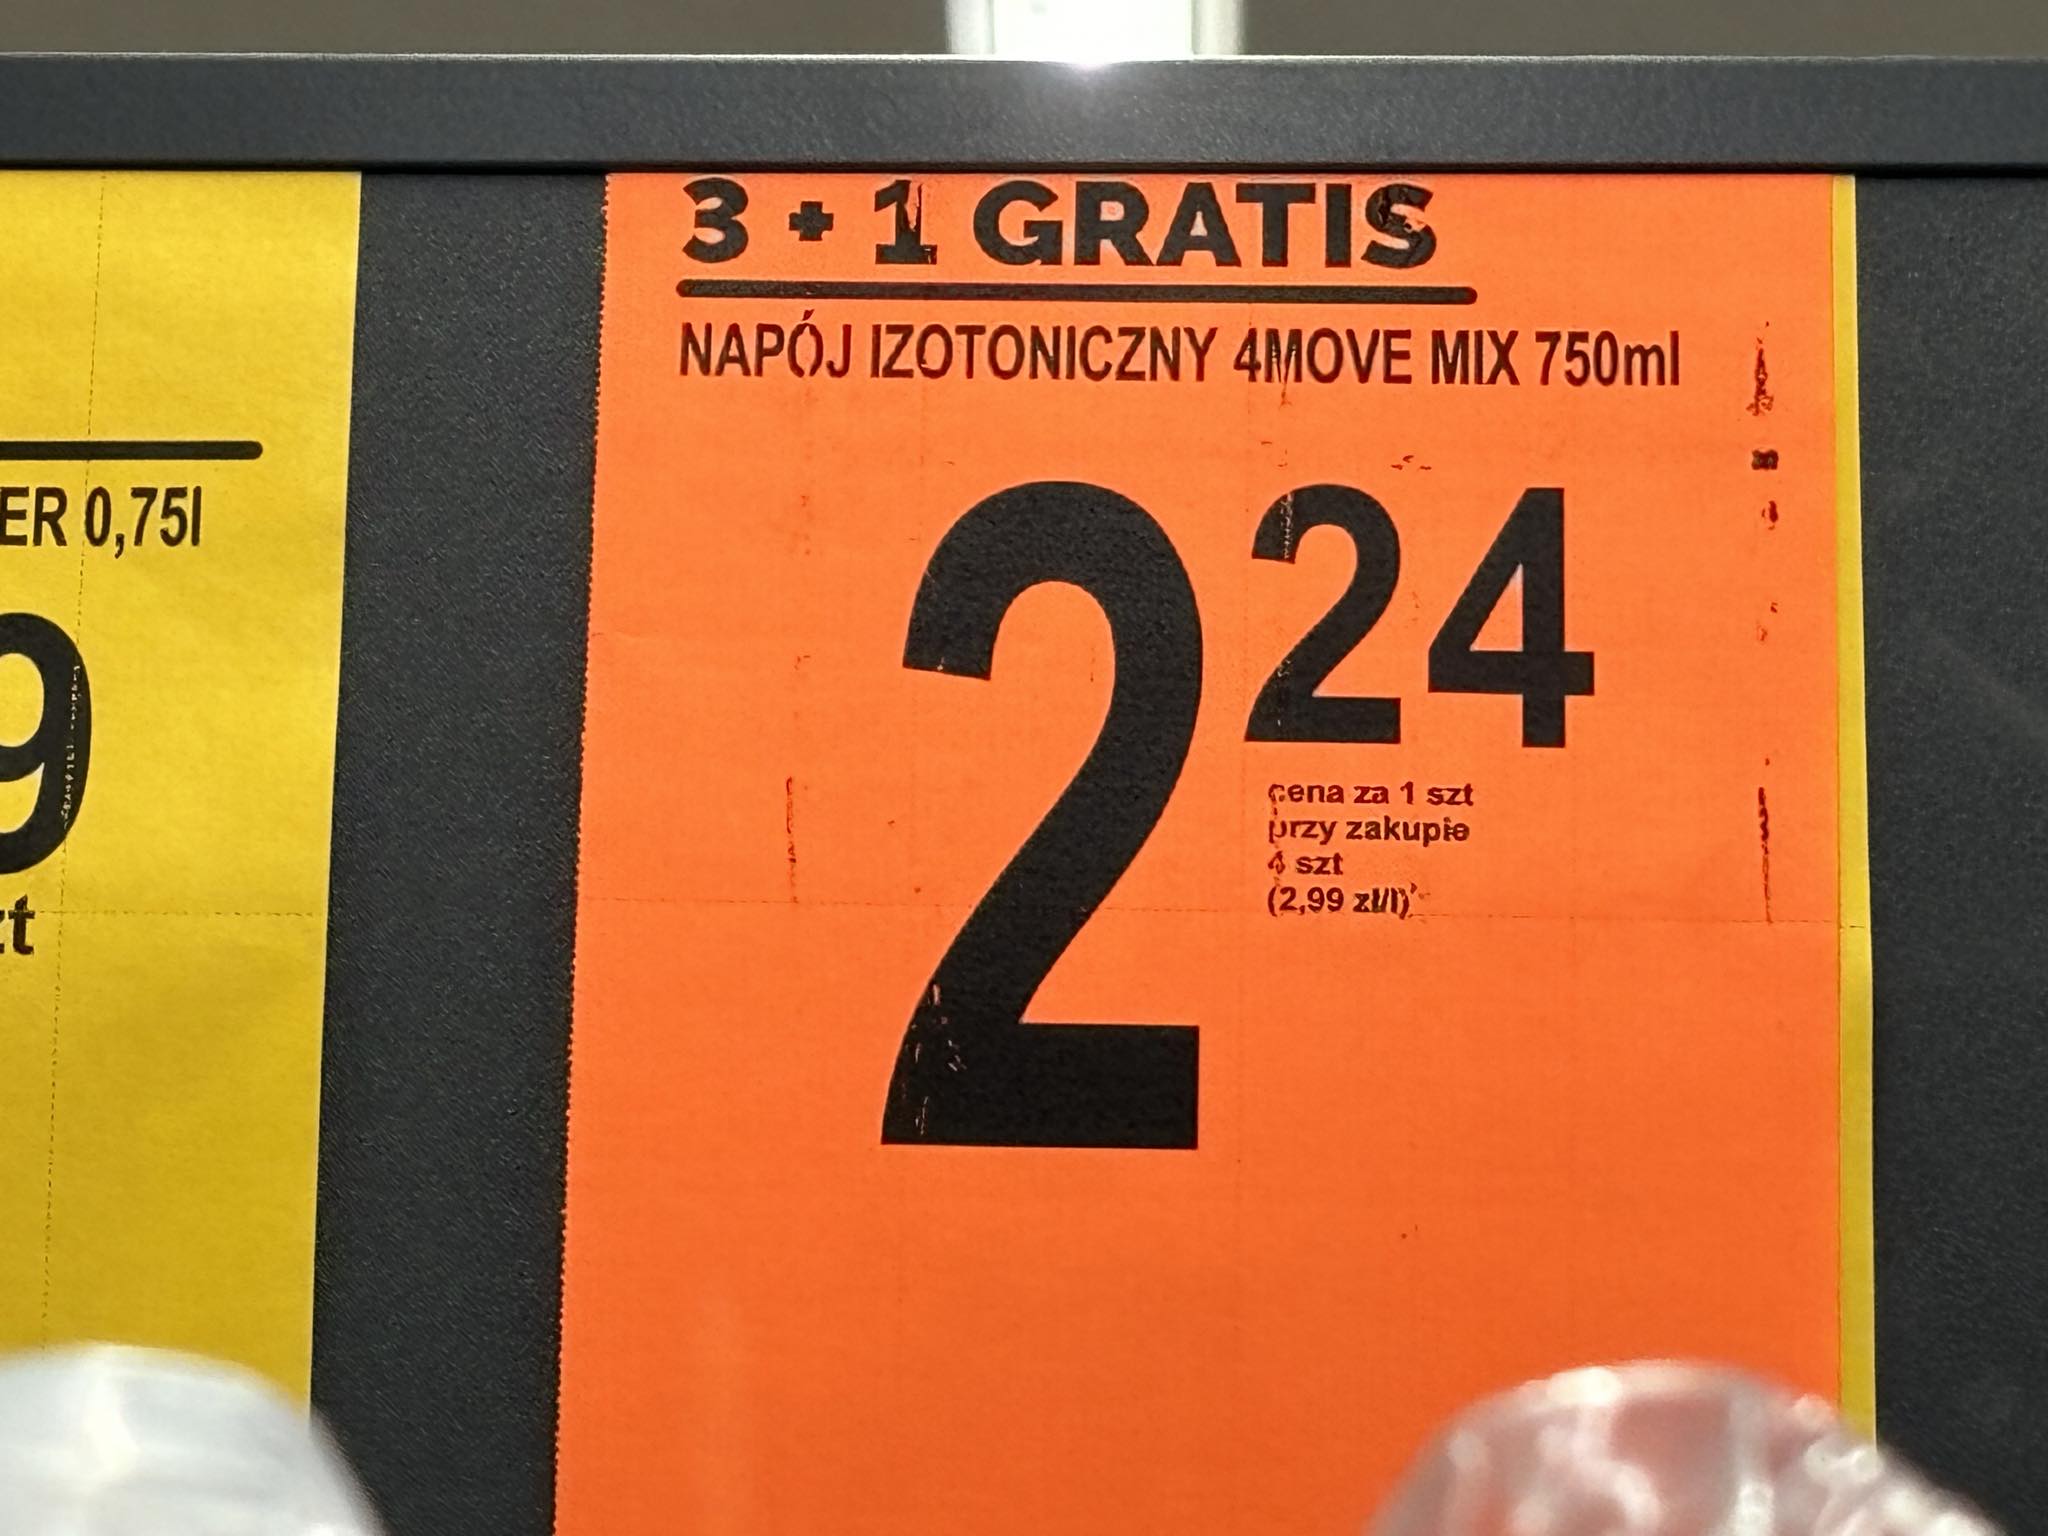 ER 0,75l
9
zt
3 + 1 GRATIS
NAPÓJ IZOTONICZNY 4MOVE MIX 750ml
2 24
cena za 1 szt
przy zakupie
4 szt
(2,99 zł/l)